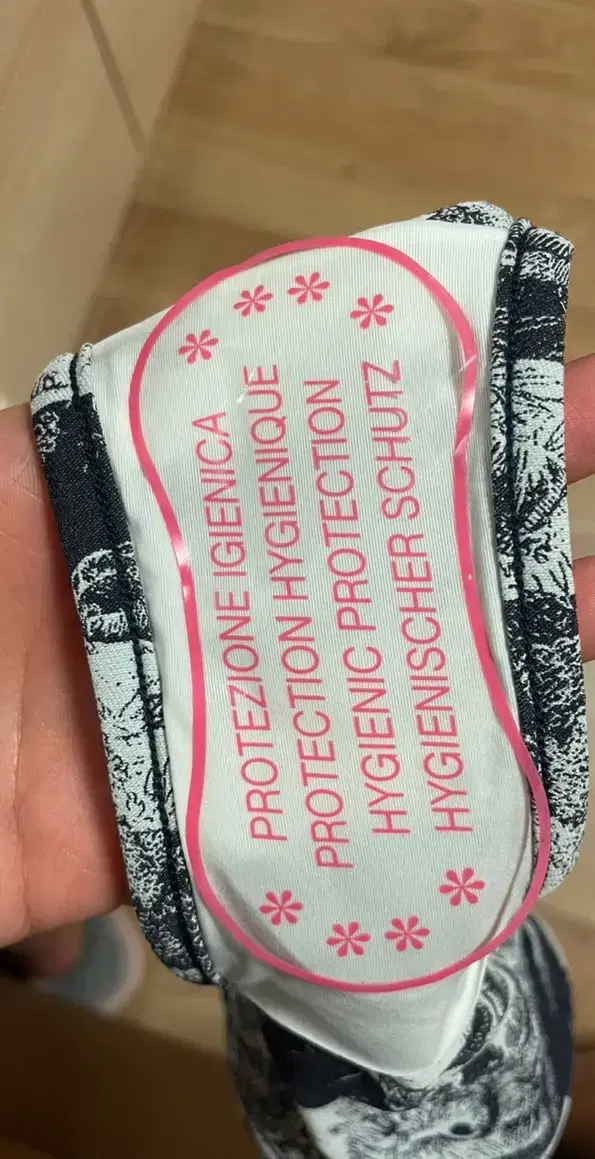 PROTEZIONE IGIENICA
PROTECTION HYGIENIQUE
HYGIENIC PROTECTION
HYGIENISCHER SCHUTZ